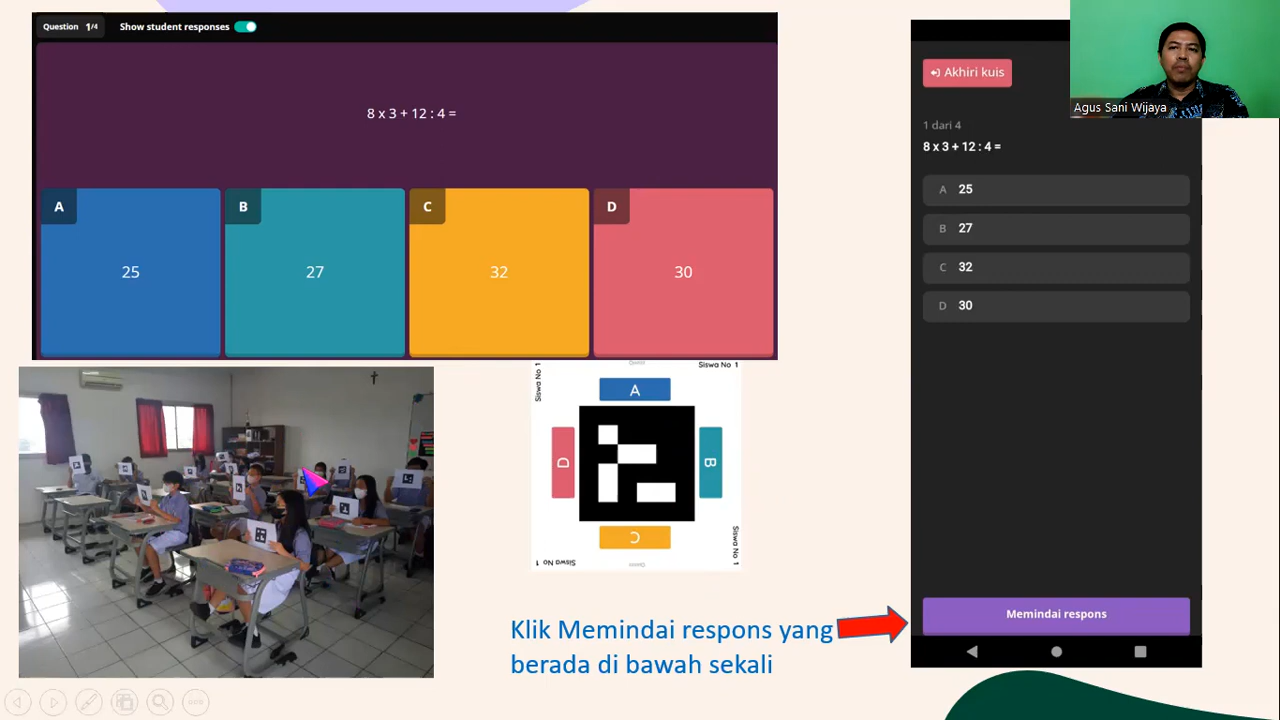 Question 1/4 Show student responses
8 x 3 + 12 : 4 =
A
B
C
D
25
27
32
30
Siswa No 1
Siswa No 1
A
D
B
C
Siswa No 1
Siswa No 1
Klik Memindai respons yang
berada di bawah sekali
Akhiri kuis
Agus Sani Wijaya
1 dari 4
8 x 3 + 12 : 4 =
A 25
B 27
C 32
D 30
Memindai respons